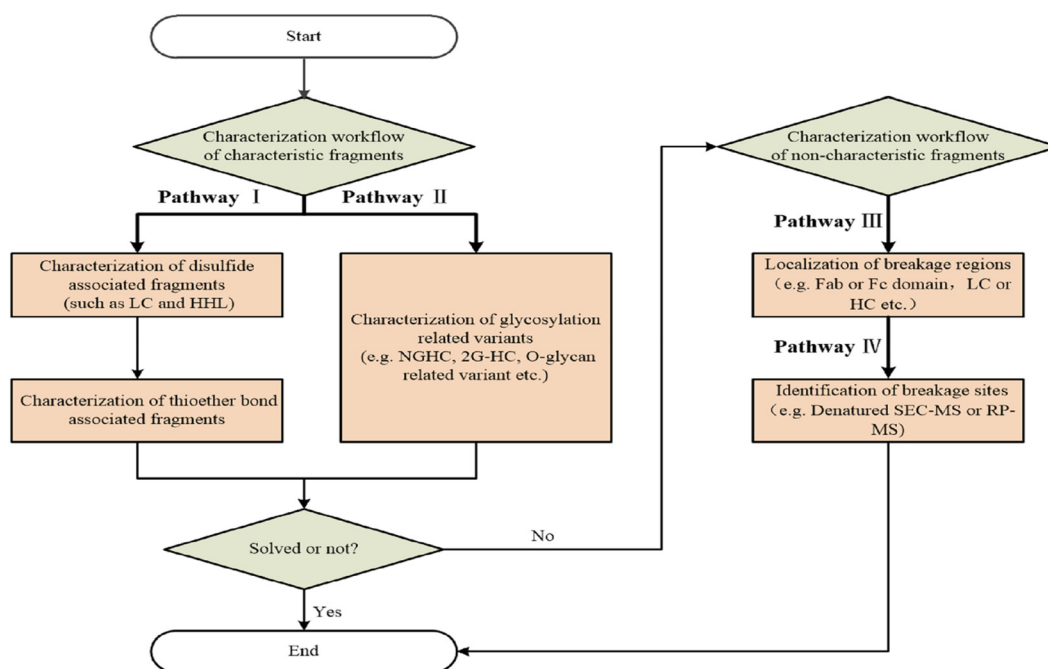 Start
Characterization workflow
of characteristic fragments
Pathway Ⅰ
Pathway Ⅱ
Characterization of disulfide
associated fragments
(such as LC and HHL)
Characterization of thioether bond
associated fragments
Characterization of glycosylation
related variants
(e.g. NGHC, 2G-HC, O-glycan
related variant etc.)
Solved or not?
No
Yes
End
Characterization workflow
of non-characteristic fragments
Pathway Ⅲ
Localization of breakage regions
（e.g. Fab or Fc domain，LC or
HC etc.）
Pathway Ⅳ
Identification of breakage sites
（e.g. Denatured SEC-MS or RP-
MS)